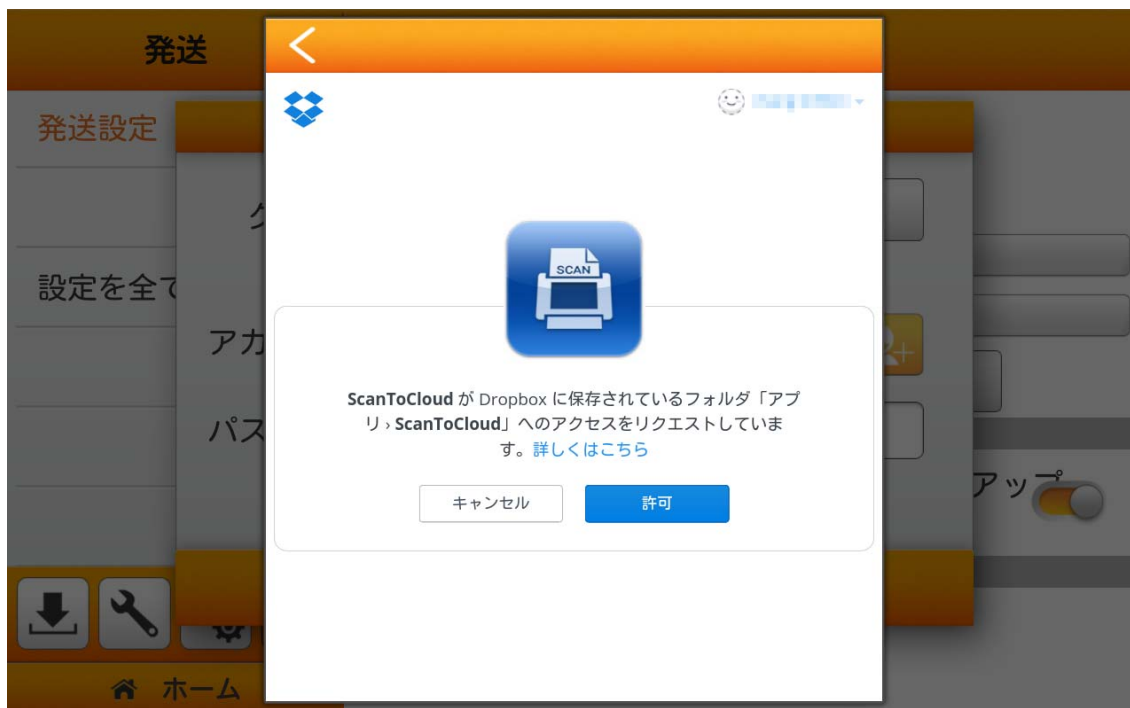 発送
発送設定
設定を全て
アカ
パス
SCAN
ScanToCloud が Dropbox に保存されているフォルダ「アプ
リ › ScanToCloud」へのアクセスをリクエストしていま
す。詳しくはこちら
キャンセル
許可
アップ
ホーム